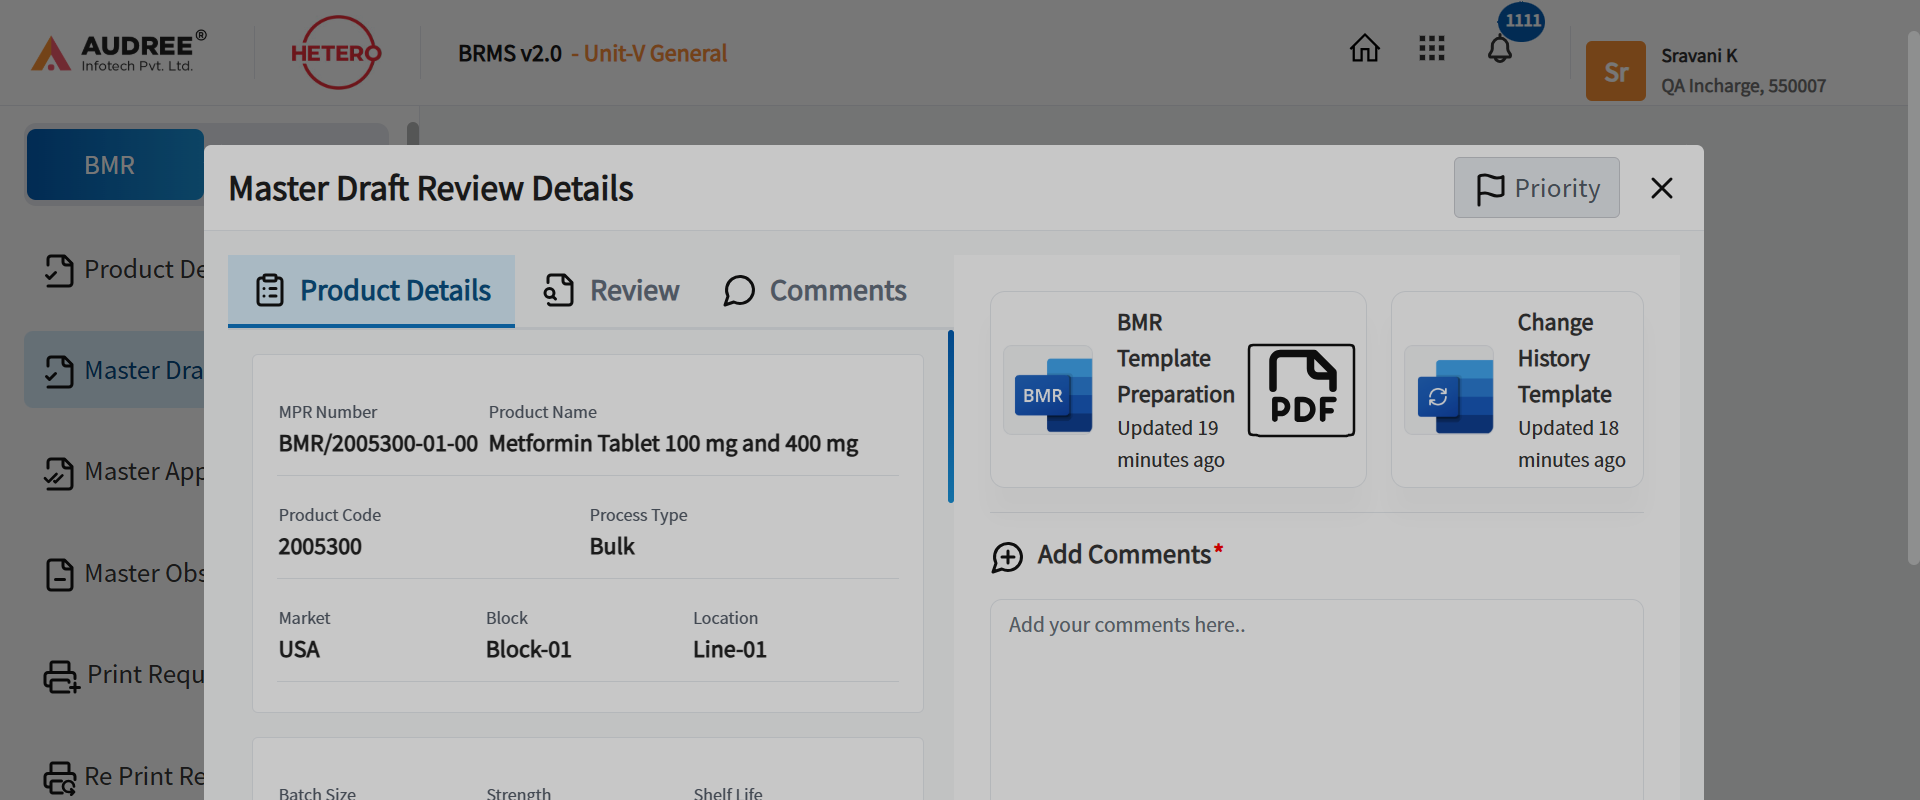 AUDREE®
Infotech Pvt. Ltd.
HETERO
BRMS v2.0 - Unit-V General
1111
Sr
Sravani K
QA Incharge, 550007
BMR
Product De
Master Dra
Master App
Master Obs
Print Requ
Re Print Re
Master Draft Review Details
Priority
Product Details
Review
Comments
MPR Number
Product Name
BMR/2005300-01-00
Metformin Tablet 100 mg and 400 mg
Product Code
Process Type
2005300
Bulk
Market
Block
Location
USA
Block-01
Line-01
Batch Size
Strength
Shelf Life
BMR
BMR
Template
Preparation
Updated 19
minutes ago
PDF
Change
History
Template
Updated 18
minutes ago
Add Comments*
Add your comments here..